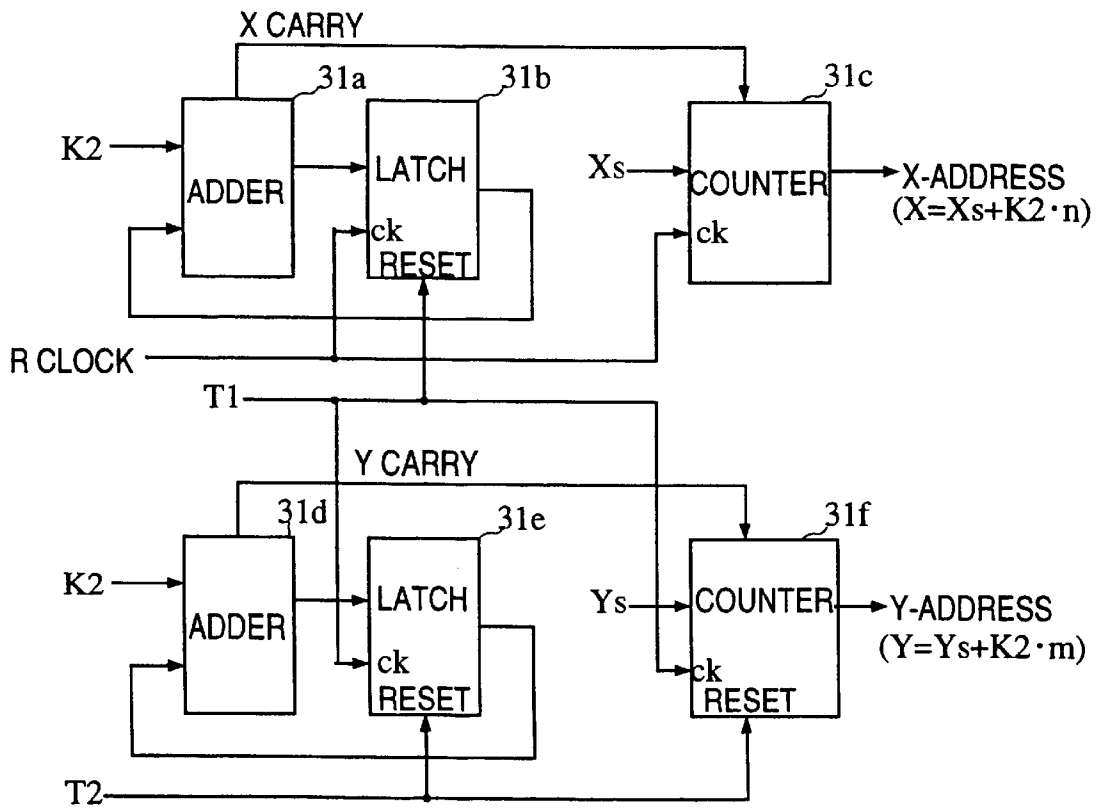 X CARRY
31a
31b
31c
K2
ADDER
LATCH
ck
RESET
Xs
COUNTER
ck
X-ADDRESS
(X=Xs+K2·n)
R CLOCK
T1
Y CARRY
31d
31e
31f
K2
ADDER
LATCH
ck
RESET
Ys
COUNTER
ck
RESET
Y-ADDRESS
(Y=Ys+K2·m)
T2